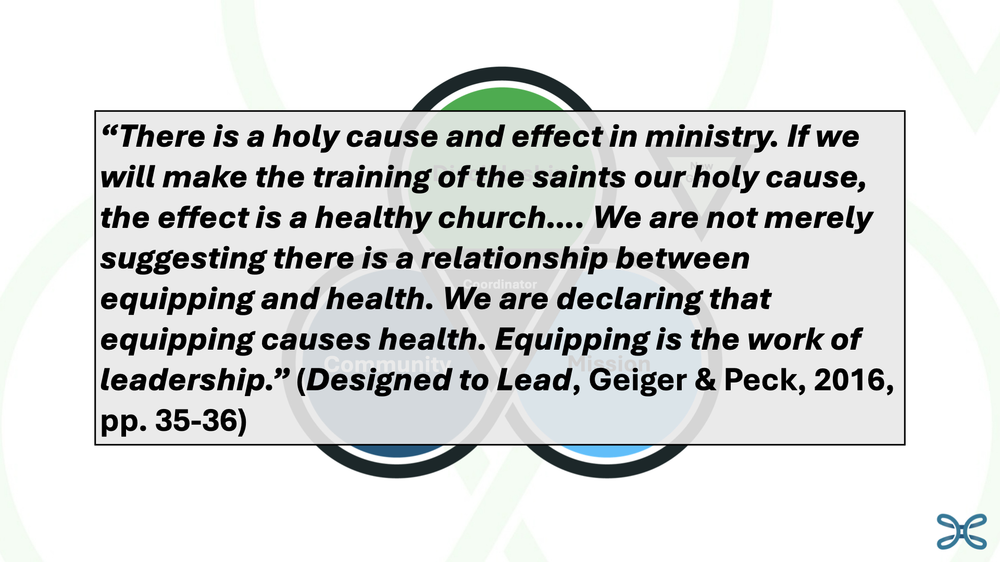 “There is a holy cause and effect in ministry. If we
will make the training of the saints our holy cause,
the effect is a healthy church.... We are not merely
suggesting there is a relationship between
Coordinator
equipping and health. We are declaring that
equipping causes health. Equipping is the work of
Community Mission
leadership.” (Designed to Lead, Geiger & Peck, 2016,
pp. 35-36)